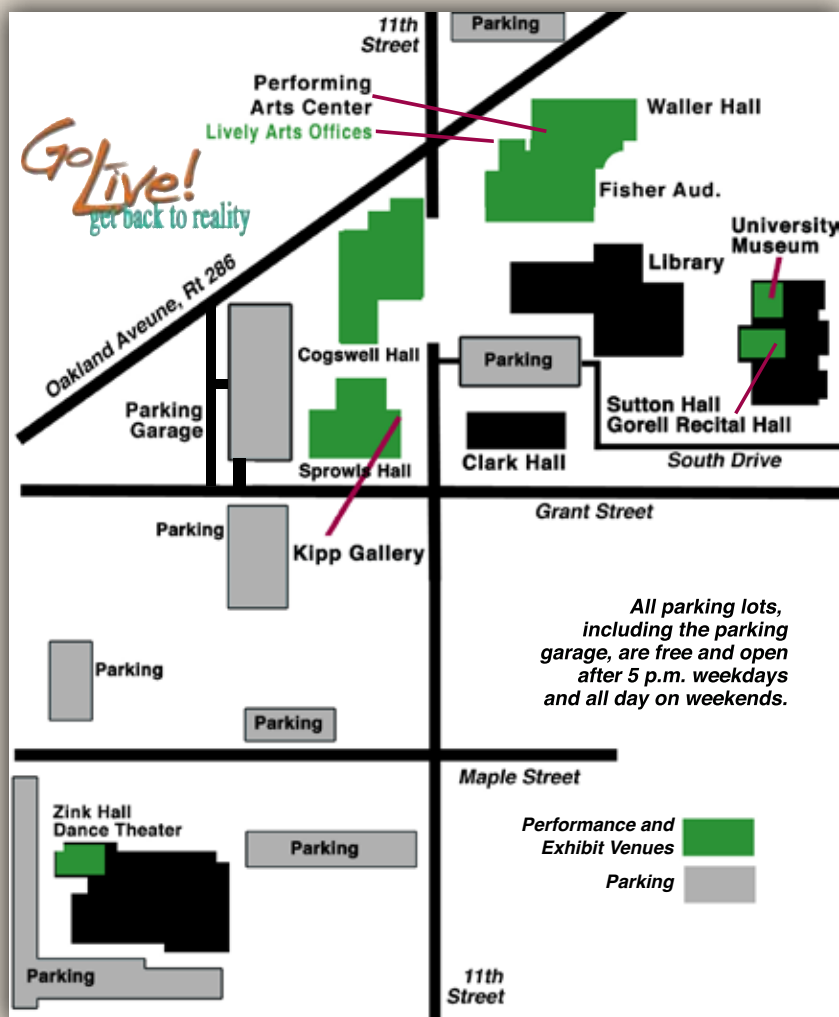 11th
Street
Parking
Performing
Arts Center
Lively Arts Offices
Waller Hall
Go Live!
get back to reality
Fisher Aud.
University
Museum
Library
Oakland Aveune, Rt 286
Cogswell Hall
Parking
Parking
Garage
Sutton Hall
Gorell Recital Hall
Sprowls Hall
Clark Hall
South Drive
Grant Street
Parking
Kipp Gallery
All parking lots,
including the parking
garage, are free and open
after 5 p.m. weekdays
and all day on weekends.
Parking
Parking
Maple Street
Zink Hall
Dance Theater
Parking
Performance and
Exhibit Venues
Parking
Parking
11th
Street